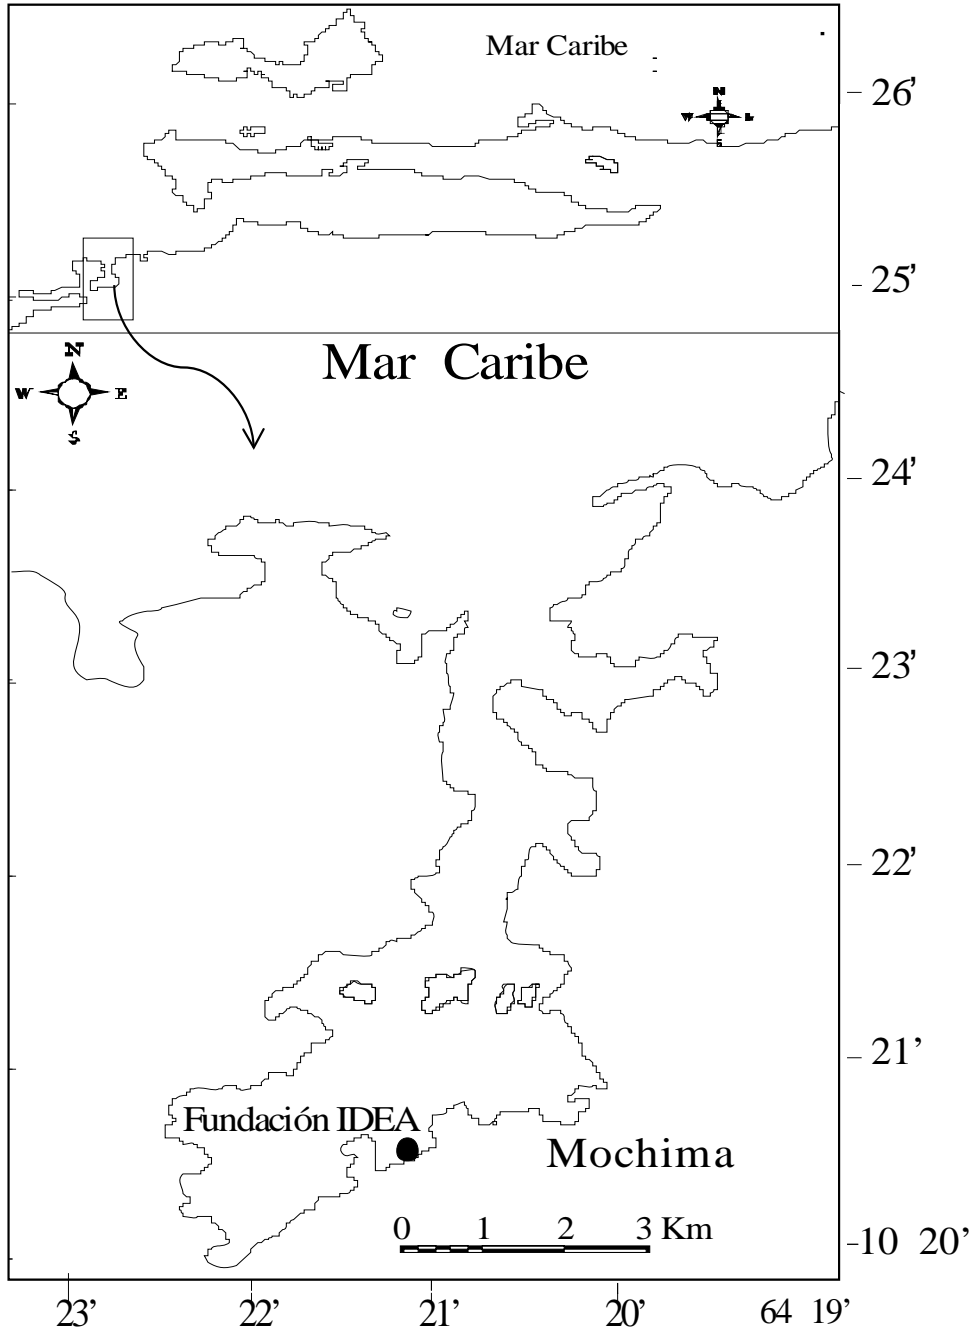 Mar Caribe
26'
N
W L
S
25'
Mar Caribe
N
W E
S
24'
23'
22'
21'
Fundación IDEA
Mochima
0 1 2 3 Km
10 20'
23' 22' 21' 20' 64 19'